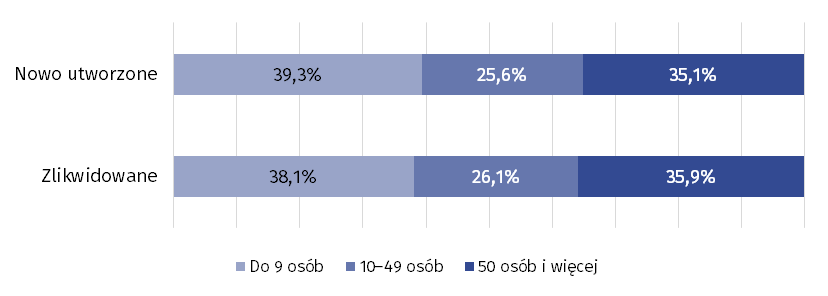 Nowo utworzone 39,3% 25,6% 35,1%
Zlikwidowane 38,1% 26,1% 35,9%
Do 9 osób 10–49 osób 50 osób i więcej